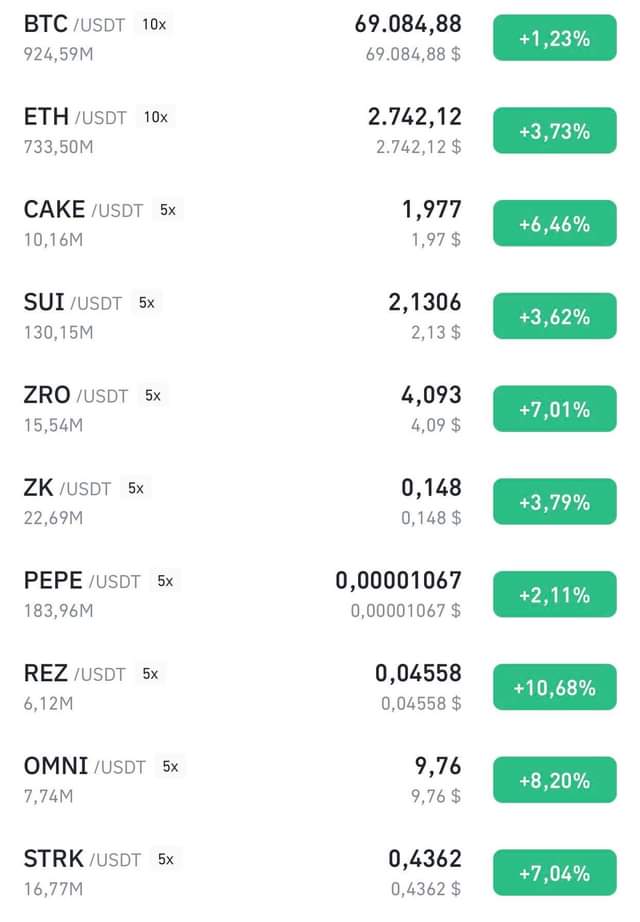 BTC /USDT 10x 69.084,88 +1,23%
924,59M 69.084,88 $
ETH /USDT 10x 2.742,12 +3,73%
733,50M 2.742,12 $
CAKE /USDT 5x 1,977 +6,46%
10,16M 1,97 $
SUI /USDT 5x 2,1306 +3,62%
130,15M 2,13 $
ZRO /USDT 5x 4,093 +7,01%
15,54M 4,09 $
ZK /USDT 5x 0,148 +3,79%
22,69M 0,148 $
PEPE /USDT 5x 0,00001067 +2,11%
183,96M 0,00001067 $
REZ /USDT 5x 0,04558 +10,68%
6,12M 0,04558 $
OMNI /USDT 5x 9,76 +8,20%
7,74M 9,76 $
STRK /USDT 5x 0,4362 +7,04%
16,77M 0,4362 $